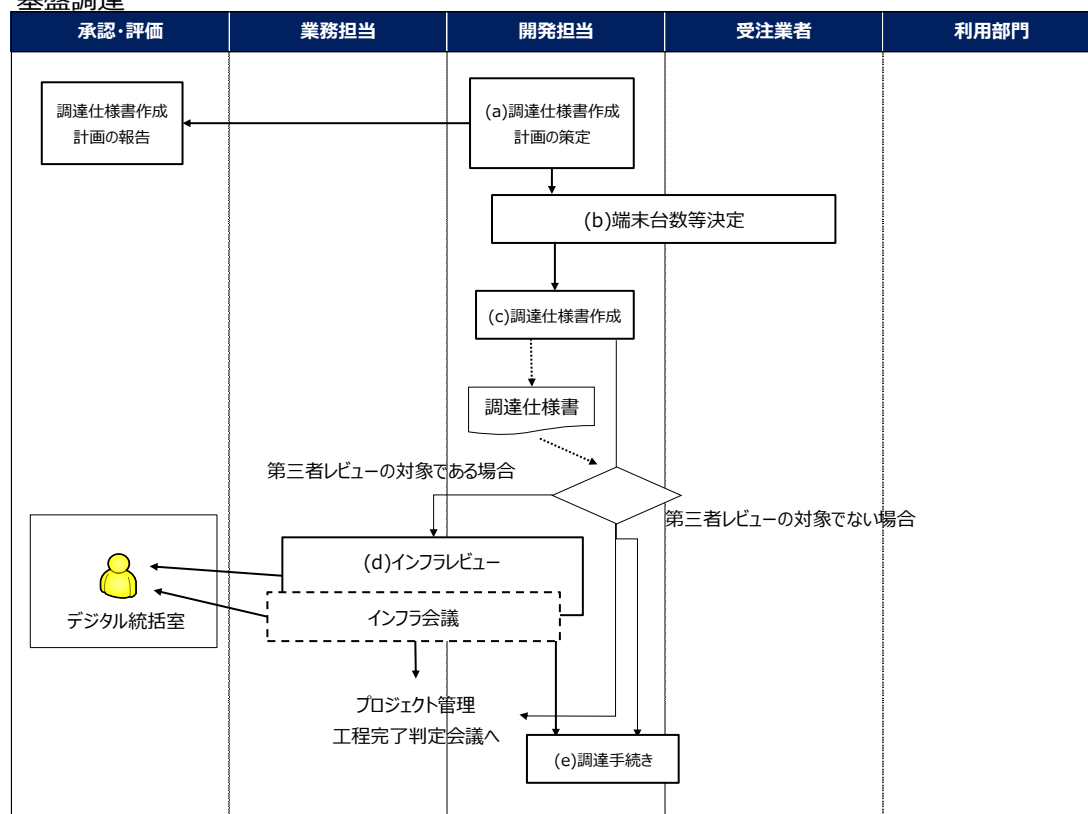 基盤調達
承認・評価
業務担当
開発担当
受注業者
利用部門
調達仕様書作成
計画の報告
(a)調達仕様書作成
計画の策定
(b)端末台数等決定
(c)調達仕様書作成
調達仕様書
第三者レビューの対象である場合
第三者レビューの対象でない場合
(d)インフラレビュー
インフラ会議
デジタル統括室
プロジェクト管理
工程完了判定会議へ
(e)調達手続き